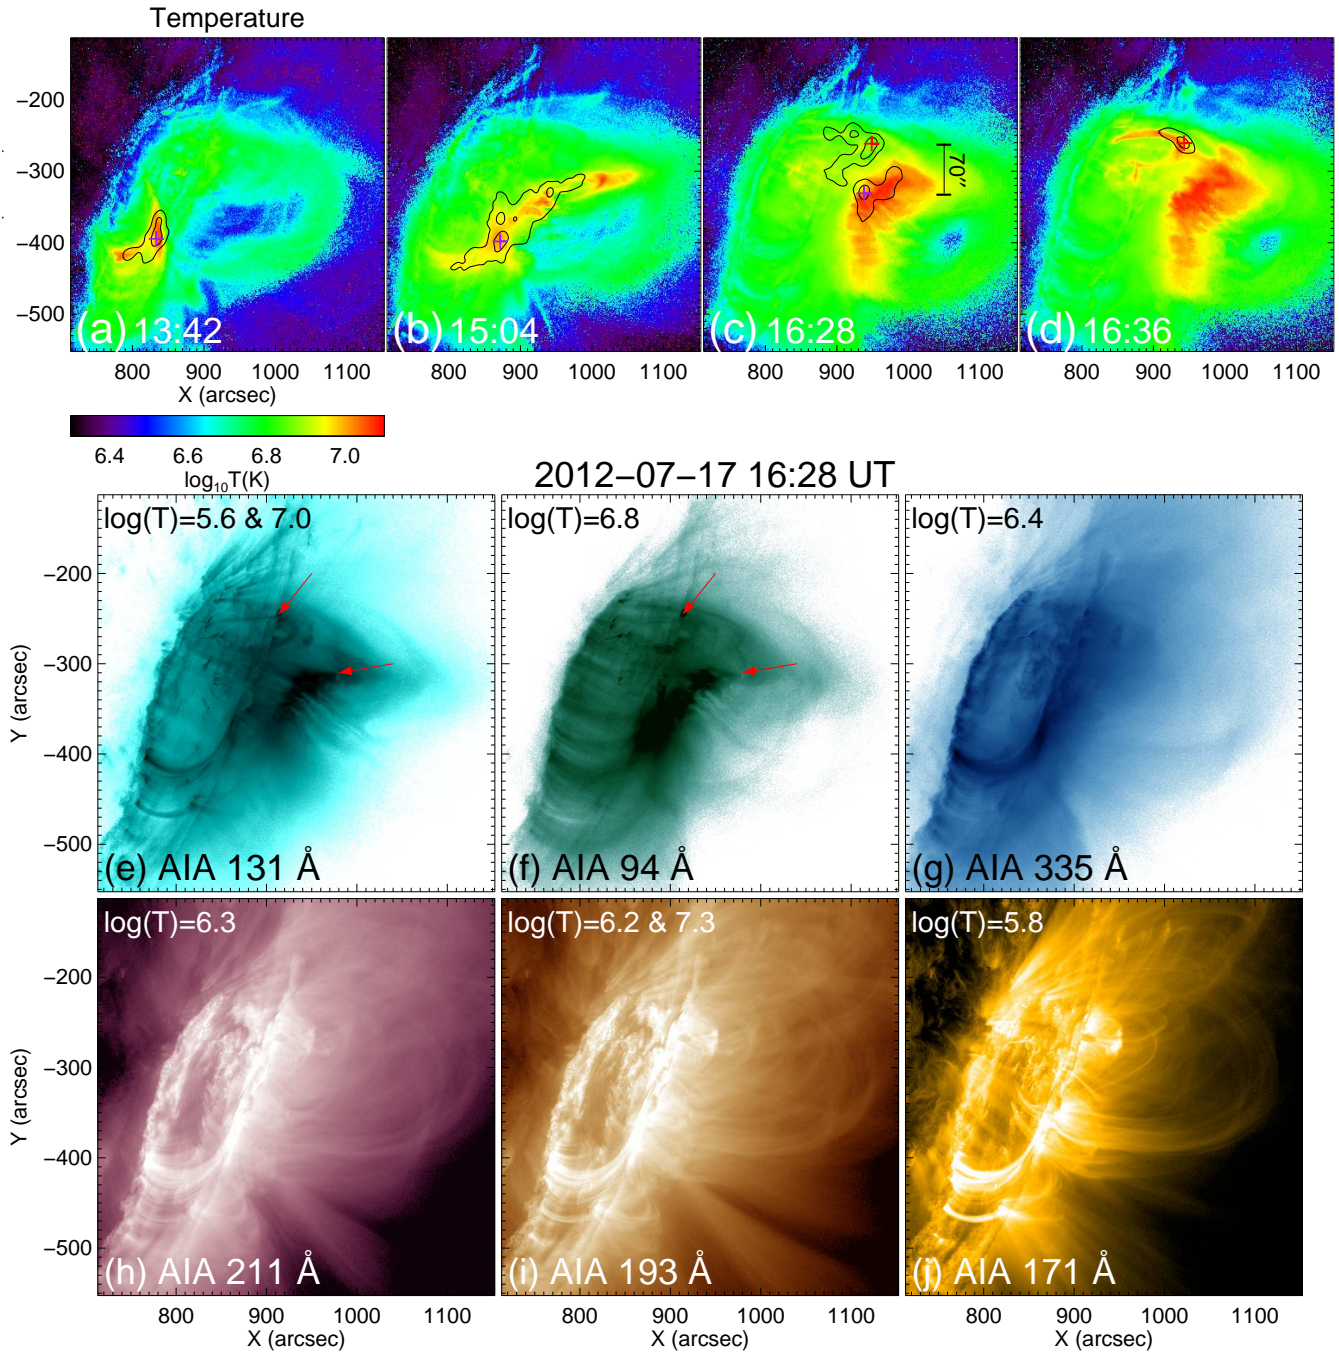 Temperature
−200
−300
−400
−500
(a) 13:42
(b) 15:04
(c) 16:28
70"
(d) 16:36
800 900 1000 1100
800 900 1000 1100
800 900 1000 1100
800 900 1000 1100
X (arcsec)
6.4 6.6 6.8 7.0
log₁₀T(K)
2012−07−17 16:28 UT
log(T)=5.6 & 7.0
log(T)=6.8
log(T)=6.4
−200
−300
−400
−500
Y (arcsec)
(e) AIA 131 Å
(f) AIA 94 Å
(g) AIA 335 Å
log(T)=6.3
log(T)=6.2 & 7.3
log(T)=5.8
−200
−300
−400
−500
Y (arcsec)
(h) AIA 211 Å
(i) AIA 193 Å
(j) AIA 171 Å
800 900 1000 1100
800 900 1000 1100
800 900 1000 1100
X (arcsec)
X (arcsec)
X (arcsec)